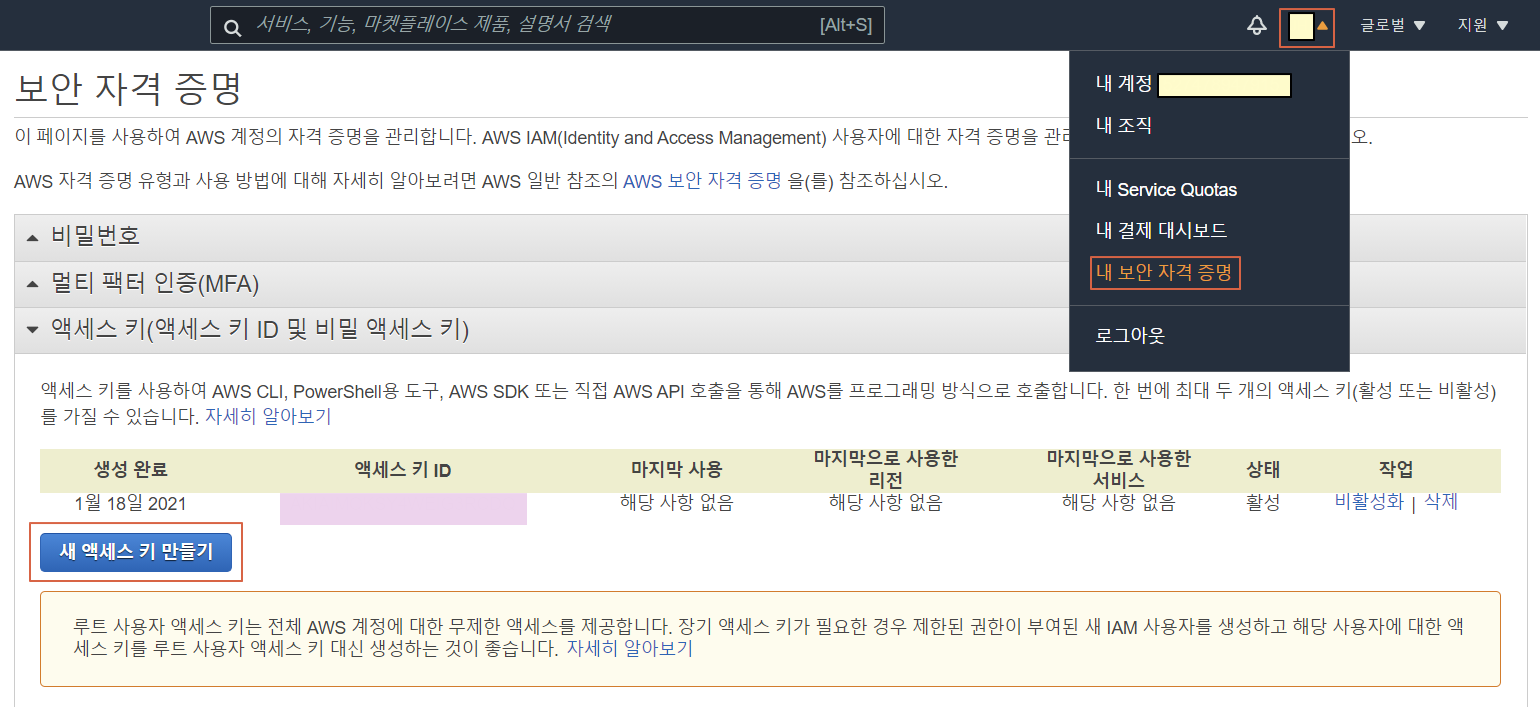 서비스, 기능, 마켓플레이스 제품, 설명서 검색 [Alt+S]
글로벌 ▼ 지원 ▼
내 계정
내 조직
내 Service Quotas
내 결제 대시보드
내 보안 자격 증명
로그아웃
보안 자격 증명
이 페이지를 사용하여 AWS 계정의 자격 증명을 관리합니다. AWS IAM(Identity and Access Management) 사용자에 대한 자격 증명을 관리 오.
AWS 자격 증명 유형과 사용 방법에 대해 자세히 알아보려면 AWS 일반 참조의 AWS 보안 자격 증명 을(를) 참조하십시오.
비밀번호
멀티 팩터 인증(MFA)
액세스 키(액세스 키 ID 및 비밀 액세스 키)
액세스 키를 사용하여 AWS CLI, PowerShell용 도구, AWS SDK 또는 직접 AWS API 호출을 통해 AWS를 프로그래밍 방식으로 호출합니다. 한 번에 최대 두 개의 액세스 키(활성 또는 비활성)
를 가질 수 있습니다. 자세히 알아보기
생성 완료 액세스 키 ID 마지막 사용 마지막으로 사용한 리전 마지막으로 사용한 서비스 상태 작업
1월 18일 2021 해당 사항 없음 해당 사항 없음 해당 사항 없음 활성 비활성화 | 삭제
새 액세스 키 만들기
루트 사용자 액세스 키는 전체 AWS 계정에 대한 무제한 액세스를 제공합니다. 장기 액세스 키가 필요한 경우 제한된 권한이 부여된 새 IAM 사용자를 생성하고 해당 사용자에 대한 액
세스 키를 루트 사용자 액세스 키 대신 생성하는 것이 좋습니다. 자세히 알아보기